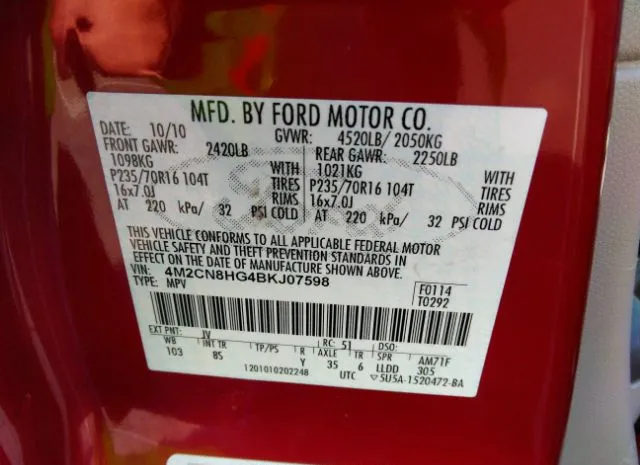 MFD. BY FORD MOTOR CO.
DATE: 10/10 GVWR: 4520LB/ 2050KG
FRONT GAWR: 2420LB REAR GAWR: 2250LB
1098KG WITH 1021KG WITH
P235/70R16 104T TIRES P235/70R16 104T TIRES
16x7.0J RIMS 16x7.0J RIMS
AT 220 kPa/ 32 PSI COLD AT 220 kPa/ 32 PSI COLD
THIS VEHICLE CONFORMS TO ALL APPLICABLE FEDERAL MOTOR
VEHICLE SAFETY AND THEFT PREVENTION STANDARDS IN
EFFECT ON THE DATE OF MANUFACTURE SHOWN ABOVE.
VIN: 4M2CN8HG4BKJ07598 F0114
TYPE: MPV T0292
EXT PNT: JV RC: 51 DSO:
WB INT TR TP/PS R AXLE TR SPR AM71F
103 8S Y 35 6 LLDD 305
1201010202248 UTC 5U5A-1520472-BA